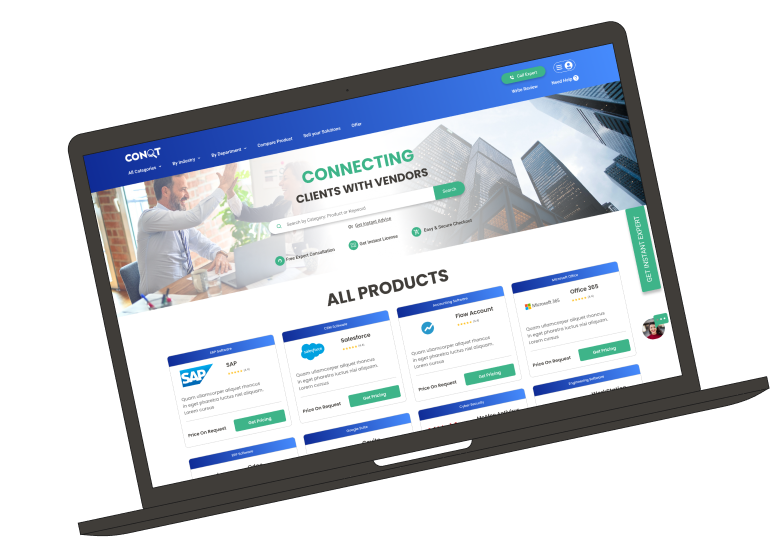 CONQT
Call Expert
Write Review
Need Help ?
All Categories
By Industry
By Department
Compare Product
Sell your Solutions
Offer
CONNECTING
CLIENTS WITH VENDORS
Search by Category, Product or Keyword
Search
Or Get Instant Advice
Free Expert Consultation
Get Instant License
Easy & Secure Checkout
GET INSTANT EXPERT
ALL PRODUCTS
SAP Software
SAP
SAP
Quam ullamcorper aliquet rhoncus
in eget pharetra luctus nisi aliquam.
Lorem cursus
Price On Request
Get Pricing
CRM Software
salesforce
Salesforce
Quam ullamcorper aliquet rhoncus
in eget pharetra luctus nisi aliquam.
Lorem cursus
Price On Request
Get Pricing
Accounting Software
Flow Account
Quam ullamcorper aliquet rhoncus
in eget pharetra luctus nisi aliquam.
Lorem cursus
Price On Request
Get Pricing
Microsoft Office
Microsoft 365
Office 365
Quam ullamcorper aliquet rhoncus
in eget pharetra luctus nisi aliquam.
Lorem cursus
Price On Request
Get Pricing
ERP Software
Google Suite
Cyber Security
Engineering Software